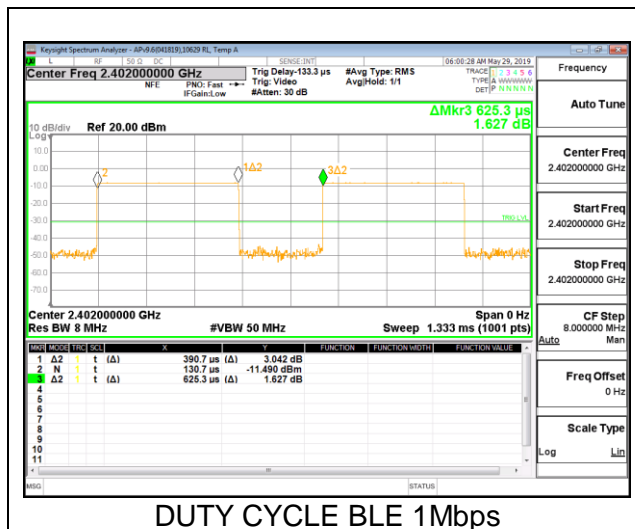 Keysight Spectrum Analyzer - APv9.6(041819),10629 RL, Temp A
L RF 50 Ω DC SENSE:INT 06:00:28 AM May 29, 2019
Center Freq 2.402000000 GHz
NFE PNO: Fast IFGain:Low
Trig Delay-133.3 µs
Trig: Video
#Atten: 30 dB
#Avg Type: RMS
Avg|Hold: 1/1
TRACE 1 2 3 4 5 6
TYPE A WWWWW
DET P N N N N N
Frequency
ΔMkr3 625.3 µs
1.627 dB
10 dB/div Ref 20.00 dBm
Log
10.0
0.00
-10.0
-20.0
-30.0
-40.0
-50.0
-60.0
-70.0
2
1Δ2
3Δ2
TRIG LVL
Center 2.402000000 GHz Span 0 Hz
Res BW 8 MHz #VBW 50 MHz Sweep 1.333 ms (1001 pts)
MKR MODE TRC SCL X Y FUNCTION FUNCTION WIDTH FUNCTION VALUE
1 Δ2 1 t (Δ) 390.7 µs (Δ) 3.042 dB
2 N 1 t 130.7 µs -11.490 dBm
3 Δ2 1 t (Δ) 625.3 µs (Δ) 1.627 dB
4
5
6
7
8
9
10
11
MSG STATUS
Auto Tune
Center Freq
2.402000000 GHz
Start Freq
2.402000000 GHz
Stop Freq
2.402000000 GHz
CF Step
8.000000 MHz
Auto Man
Freq Offset
0 Hz
Scale Type
Log Lin
DUTY CYCLE BLE 1Mbps